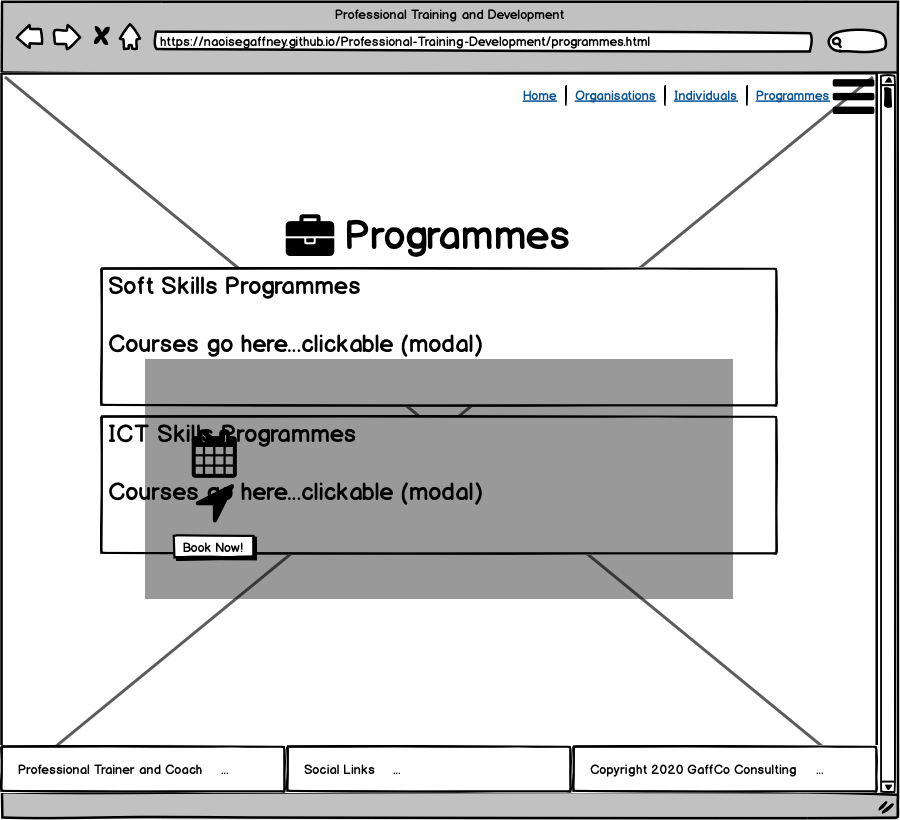 Professional Training and Development
https://naoisegaffney.github.io/Professional-Training-Development/programmes.html
Home Organisations Individuals Programmes
Programmes
Soft Skills Programmes
Courses go here...clickable (modal)
ICT Skills Programmes
Courses go here...clickable (modal)
Book Now!
Professional Trainer and Coach ...
Social Links ...
Copyright 2020 GaffCo Consulting ...